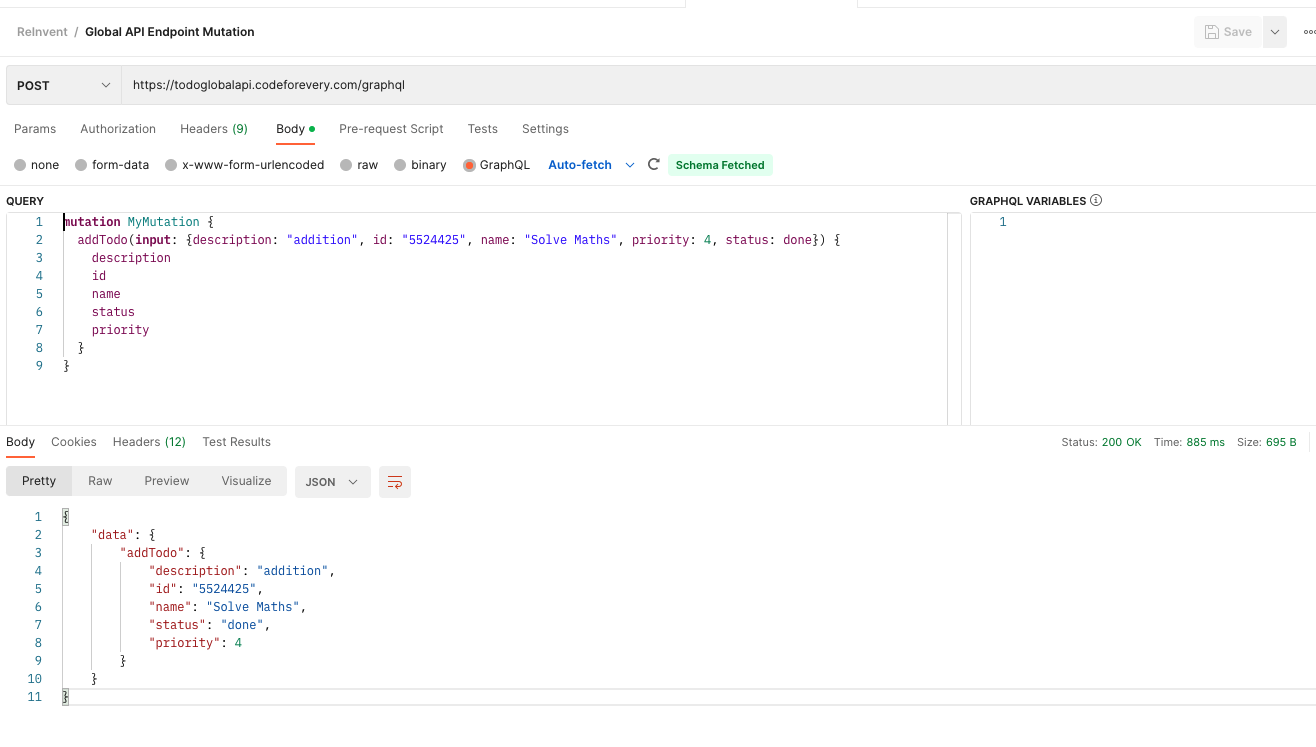 ReInvent / Global API Endpoint Mutation
Save
POST
https://todoglobalapi.codeforevery.com/graphql
Params Authorization Headers (9) Body Pre-request Script Tests Settings
none form-data x-www-form-urlencoded raw binary GraphQL Auto-fetch Schema Fetched
QUERY
1 mutation MyMutation {
2 addTodo(input: {description: "addition", id: "5524425", name: "Solve Maths", priority: 4, status: done}) {
3 description
4 id
5 name
6 status
7 priority
8 }
9 }
GRAPHQL VARIABLES
1
Body Cookies Headers (12) Test Results
Status: 200 OK Time: 885 ms Size: 695 B
Pretty Raw Preview Visualize JSON
1 {
2 "data": {
3 "addTodo": {
4 "description": "addition",
5 "id": "5524425",
6 "name": "Solve Maths",
7 "status": "done",
8 "priority": 4
9 }
10 }
11 }